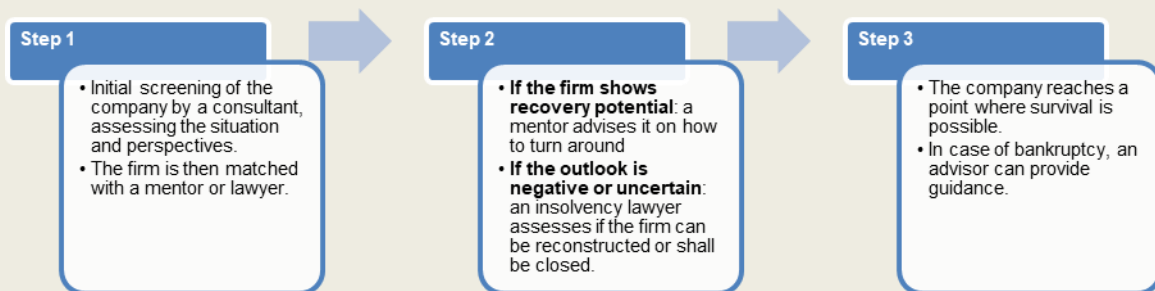 Step 1
• Initial screening of the
company by a consultant,
assessing the situation
and perspectives.
• The firm is then matched
with a mentor or lawyer.
Step 2
• If the firm shows
recovery potential: a
mentor advises it on how
to turn around
• If the outlook is
negative or uncertain:
an insolvency lawyer
assesses if the firm can
be reconstructed or shall
be closed.
Step 3
• The company reaches a
point where survival is
possible.
• In case of bankruptcy, an
advisor can provide
guidance.